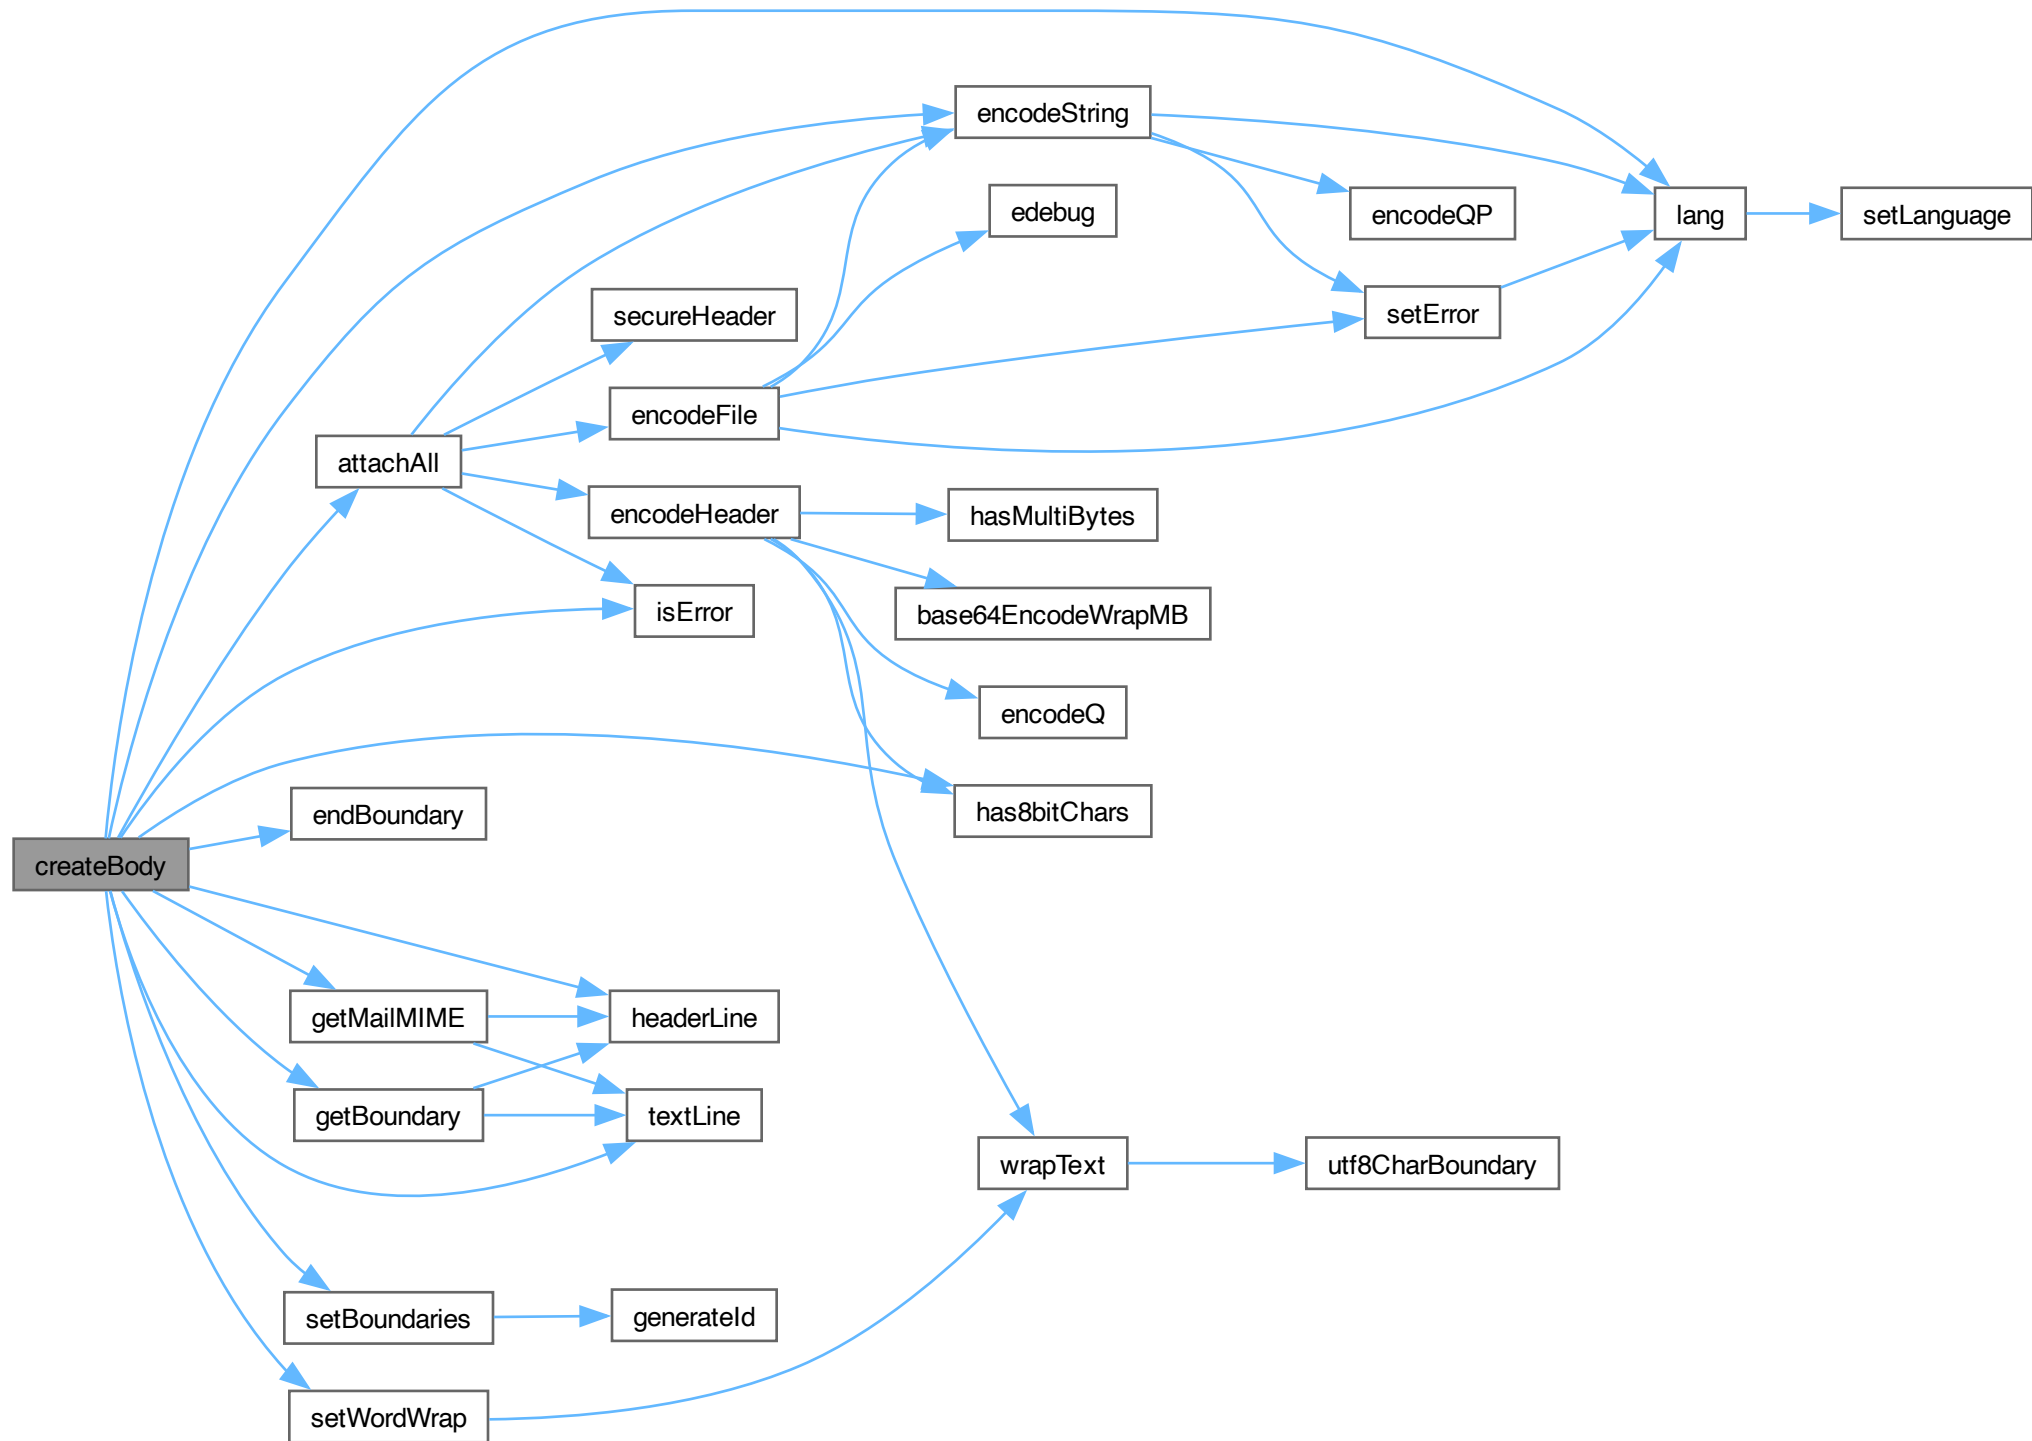 encodeString
edebug
encodeQP
lang
setLanguage
secureHeader
setError
encodeFile
attachAll
encodeHeader
hasMultiBytes
isError
base64EncodeWrapMB
encodeQ
endBoundary
has8bitChars
createBody
getMailMIME
headerLine
getBoundary
textLine
wrapText
utf8CharBoundary
setBoundaries
generateId
setWordWrap